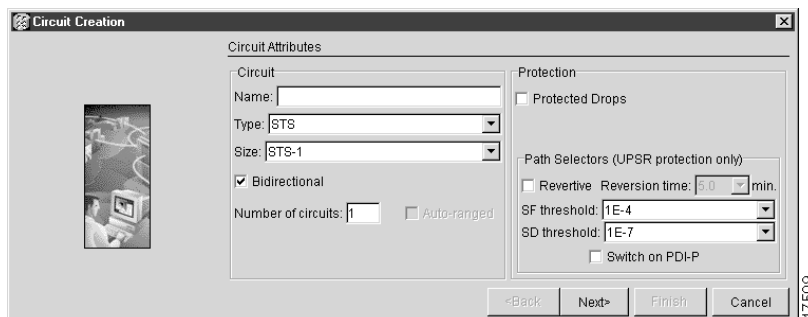 Circuit Creation
Circuit Attributes
Circuit
Name:
Type: STS
Size: STS-1
Bidirectional
Number of circuits: 1 Auto-ranged
Protection
Protected Drops
Path Selectors (UPSR protection only)
Revertive Reversion time: 5.0 min.
SF threshold: 1E-4
SD threshold: 1E-7
Switch on PDI-P
<Back Next> Finish Cancel
17599